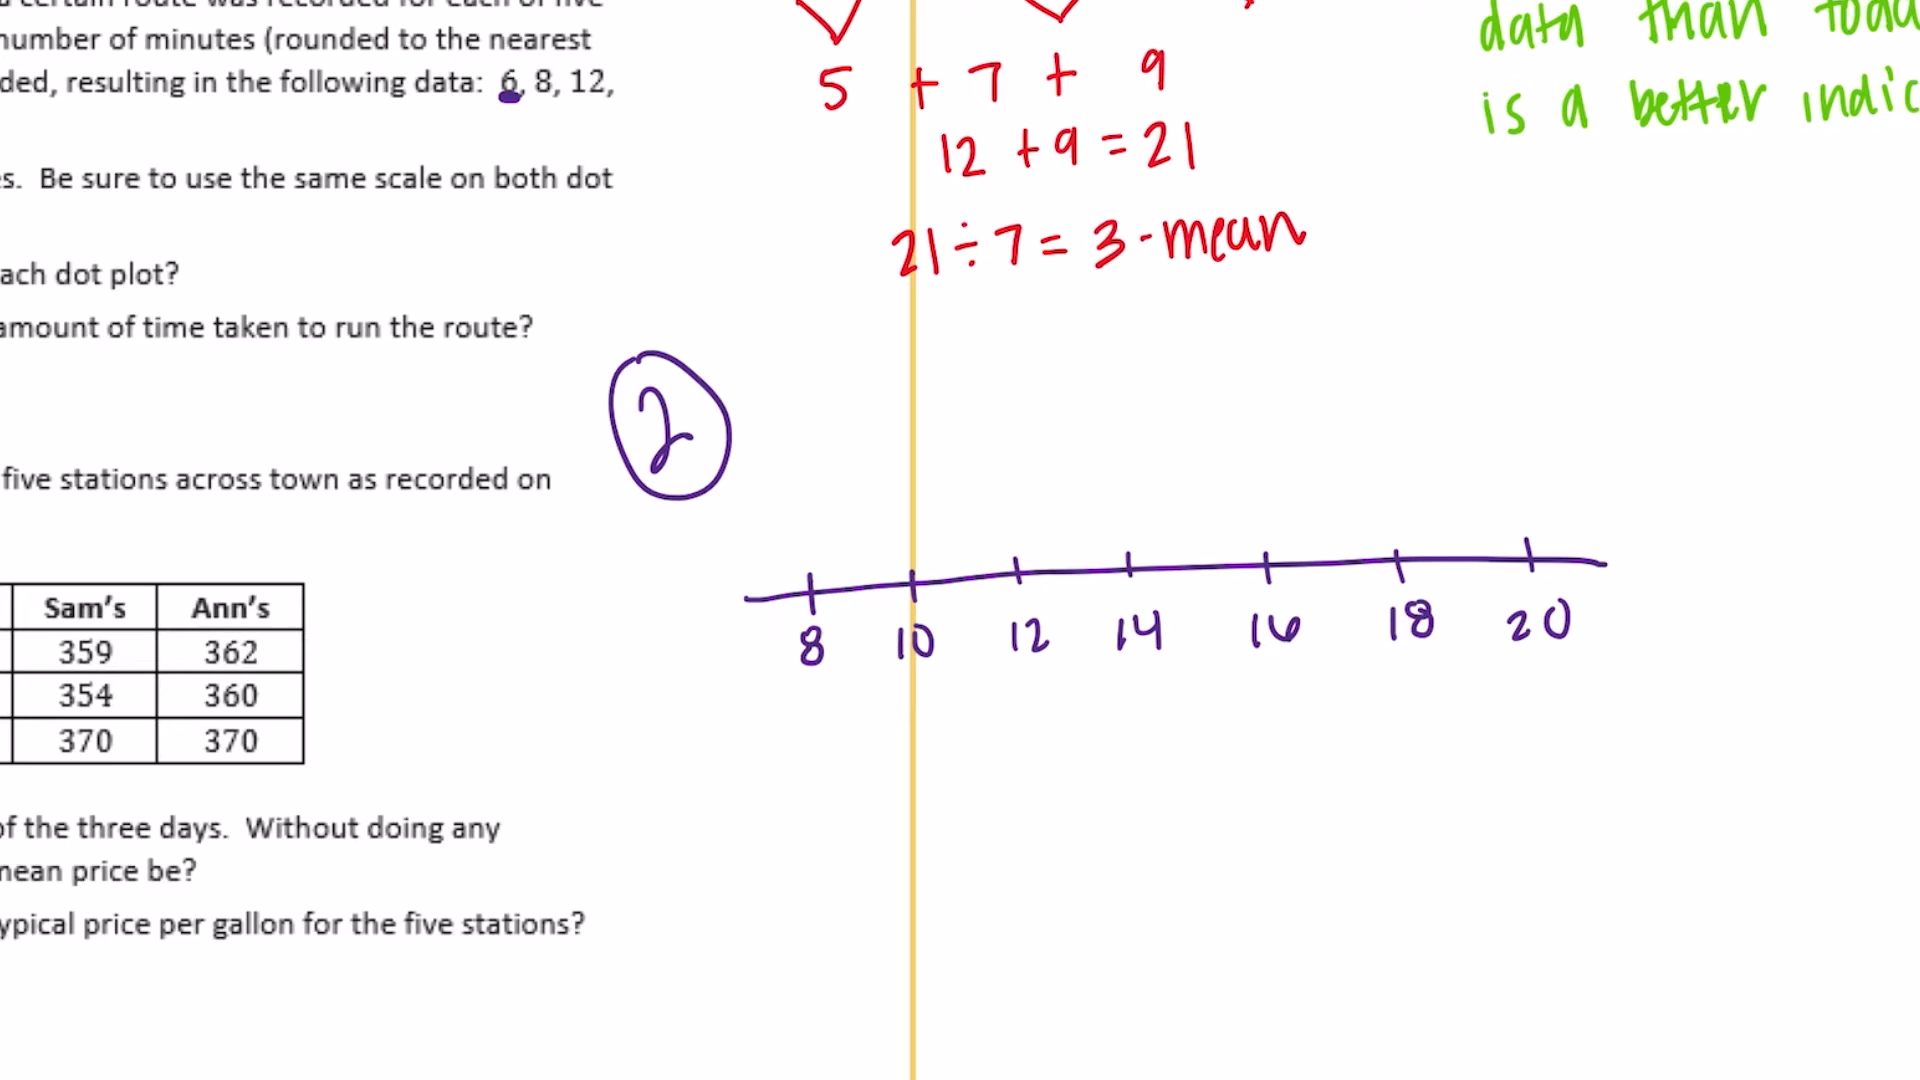 number of minutes (rounded to the nearest
ded, resulting in the following data: 6, 8, 12,
s. Be sure to use the same scale on both dot
ach dot plot?
amount of time taken to run the route?
five stations across town as recorded on
Sam's Ann's
359 362
354 360
370 370
of the three days. Without doing any
mean price be?
ypical price per gallon for the five stations?
5 + 7 + 9
12 + 9 = 21
21 ÷ 7 = 3 - mean
2
8 10 12 14 16 18 20
data than
is a better indic